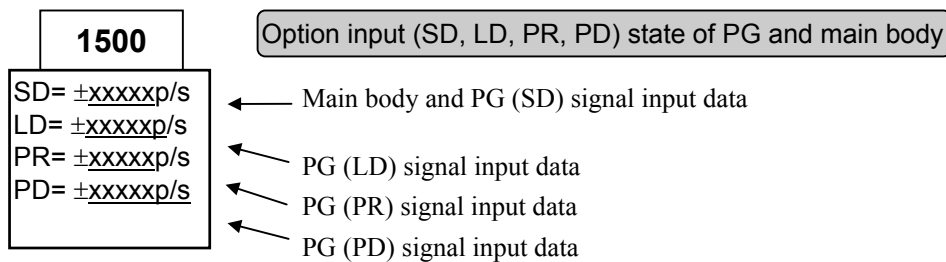 1500
Option input (SD, LD, PR, PD) state of PG and main body
SD= ±xxxxxp/s
LD= ±xxxxxp/s
PR= ±xxxxxp/s
PD= ±xxxxxp/s
Main body and PG (SD) signal input data
PG (LD) signal input data
PG (PR) signal input data
PG (PD) signal input data